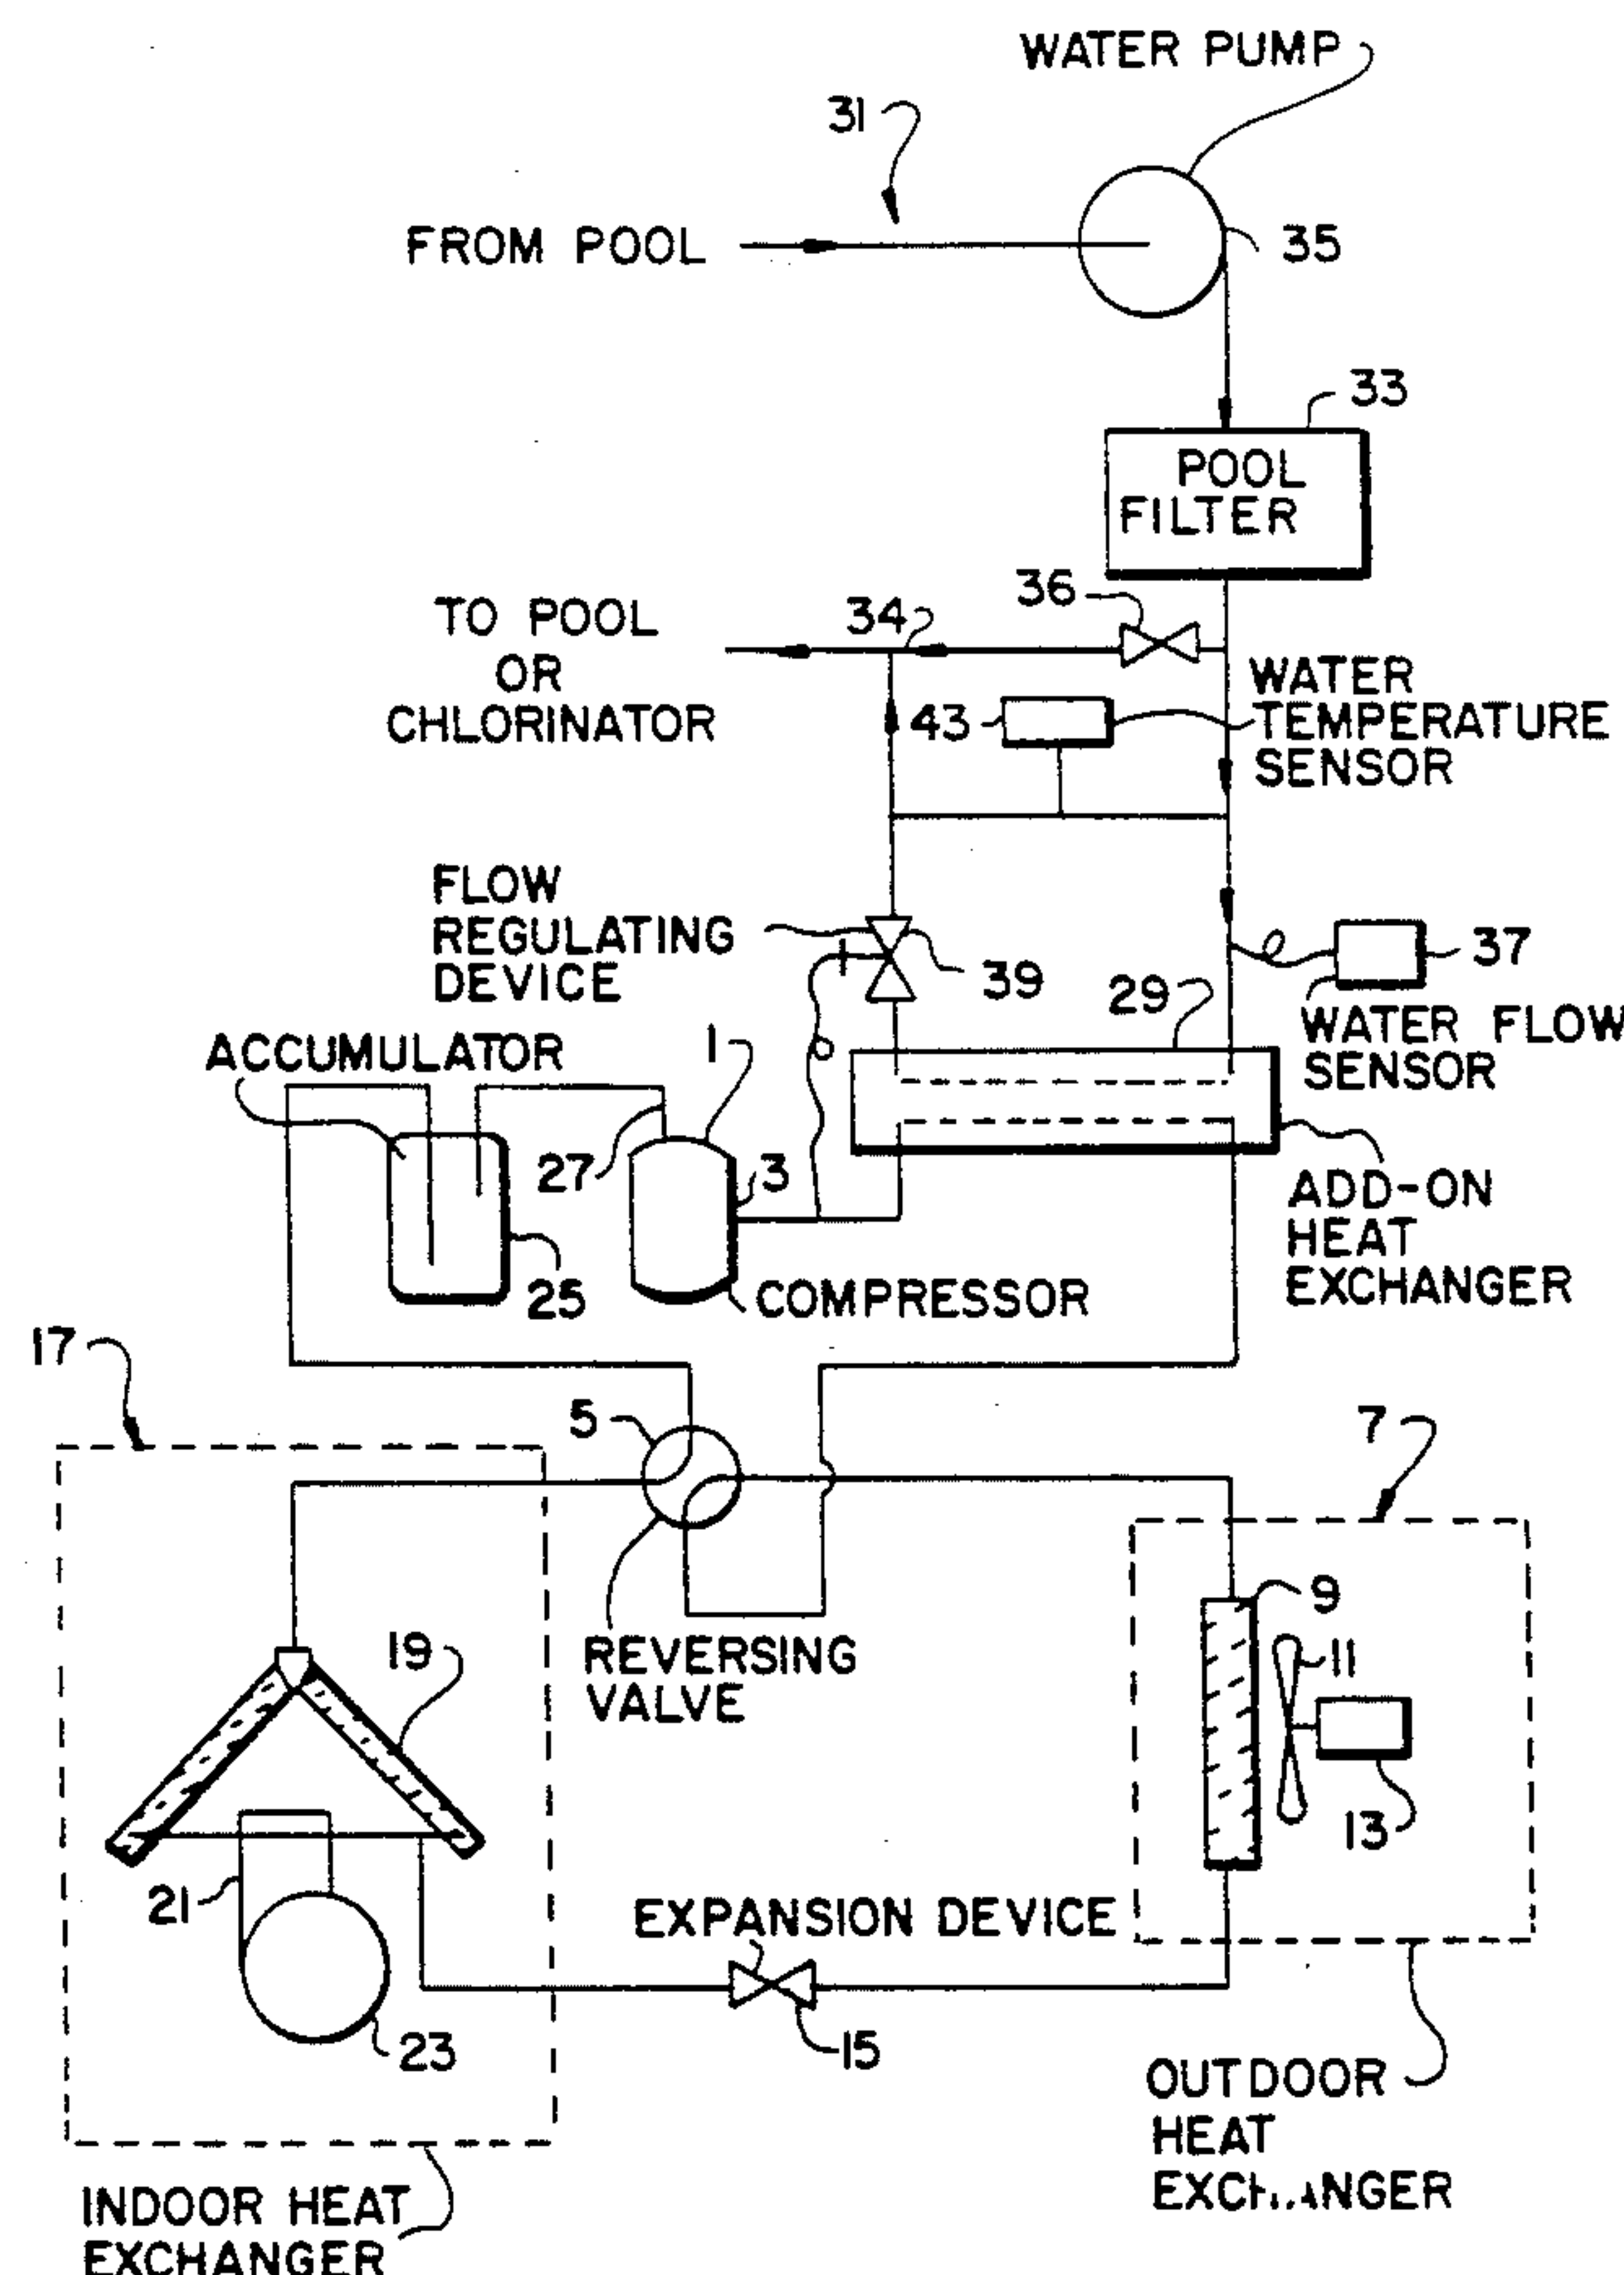 WATER PUMP
31
FROM POOL
35
33
POOL
FILTER
36
TO POOL
OR
CHLORINATOR
34
WATER
TEMPERATURE
SENSOR
43
FLOW
REGULATING
DEVICE
39
29
37
WATER FLOW
SENSOR
ACCUMULATOR
1
27
3
25
COMPRESSOR
ADD-ON
HEAT
EXCHANGER
17
5
7
9
11
13
REVERSING
VALVE
19
21
23
EXPANSION DEVICE
15
OUTDOOR
HEAT
EXCHANGER
INDOOR HEAT
EXCHANGER